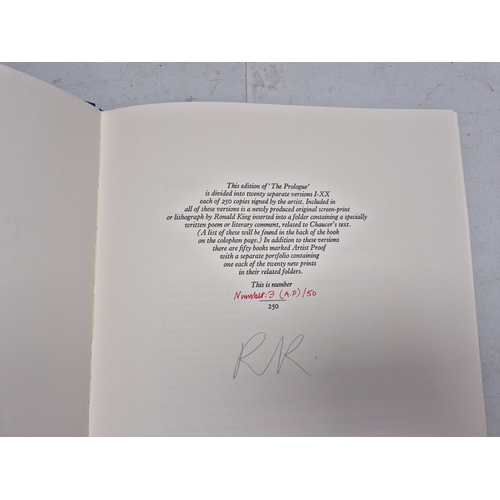 This edition of 'The Prologue'
is divided into twenty separate versions I-XX
each of 250 copies signed by the artist. Included in
all of these versions is a newly produced original screen-print
or lithograph by Ronald King inserted into a folder containing a specially
written poem or literary comment, related to Chaucer's text.
(A list of these will be found in the back of the book
on the colophon page.) In addition to these versions
there are fifty books marked Artist Proof
with a separate portfolio containing
one each of the twenty new prints
in their related folders.
This is number
Number: 3 (A.P)/50
250